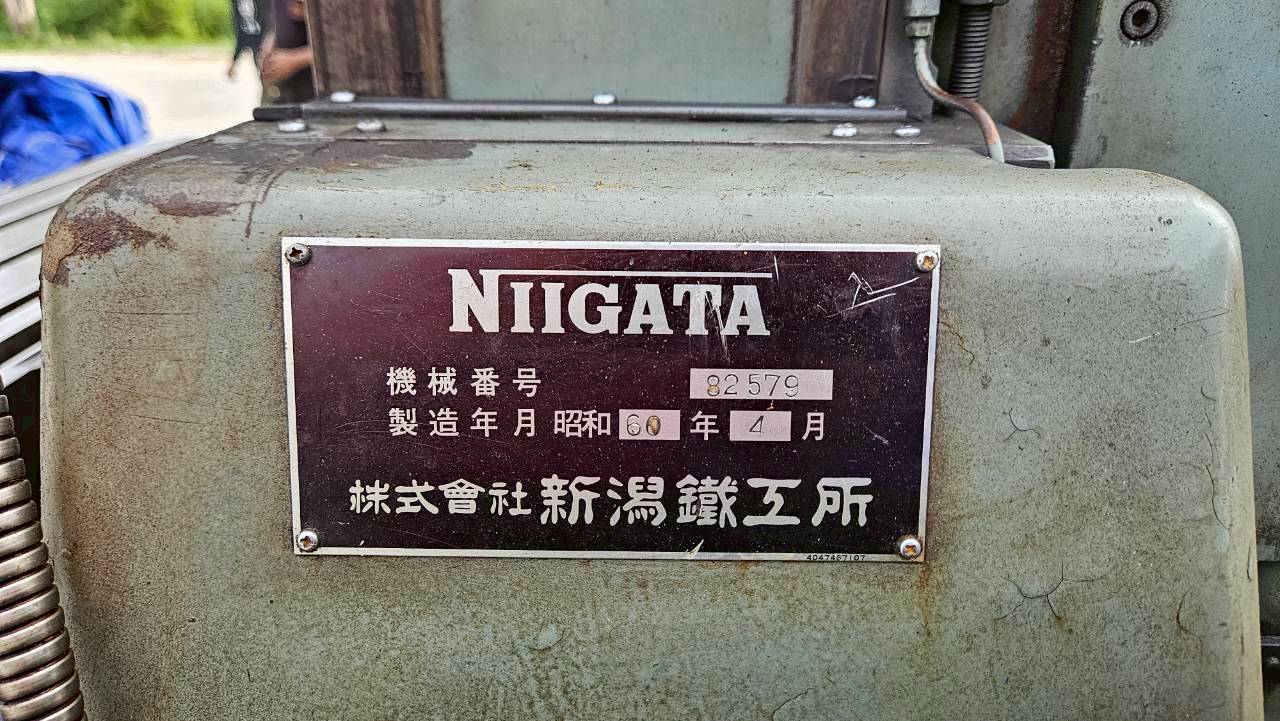 NIIGATA
機械番号 82579
製造年月 昭和 60 年 4 月
株式會社 新潟鐵工所
4047467107